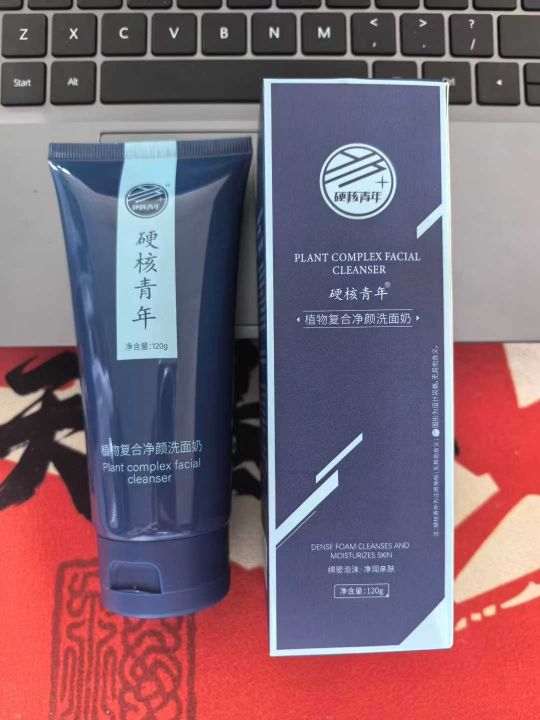 Z
X
C
V
B
N
M
<
,
>
.
?
/
Start
Alt
Ctrl
硬核青年
TM
硬核青年
净含量:120g
植物复合净颜洗面奶
Plant complex facial
cleanser
硬核青年
PLANT COMPLEX FACIAL
CLEANSER
硬核青年®
植物复合净颜洗面奶
DENSE FOAM CLEANSES AND
MOISTURIZES SKIN
绵密泡沫·净润亲肤
净含量:120g
天